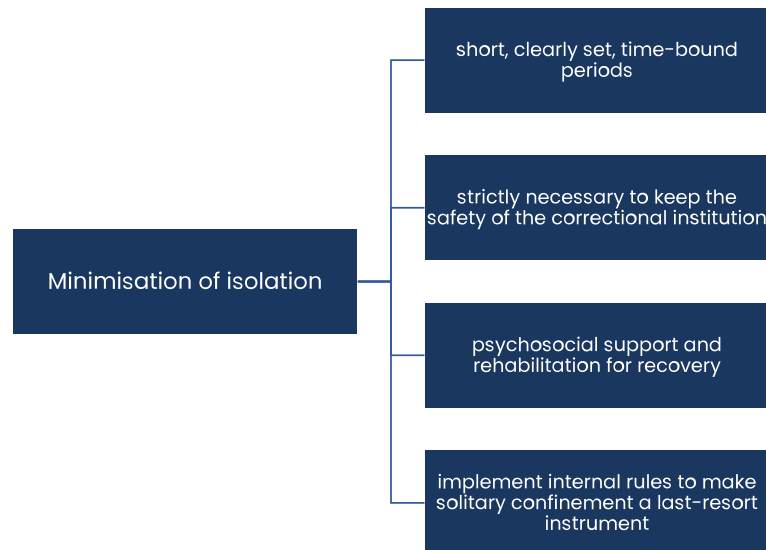 short, clearly set, time-bound
periods
strictly necessary to keep the
safety of the correctional institution
Minimisation of isolation
psychosocial support and
rehabilitation for recovery
implement internal rules to make
solitary confinement a last-resort
instrument